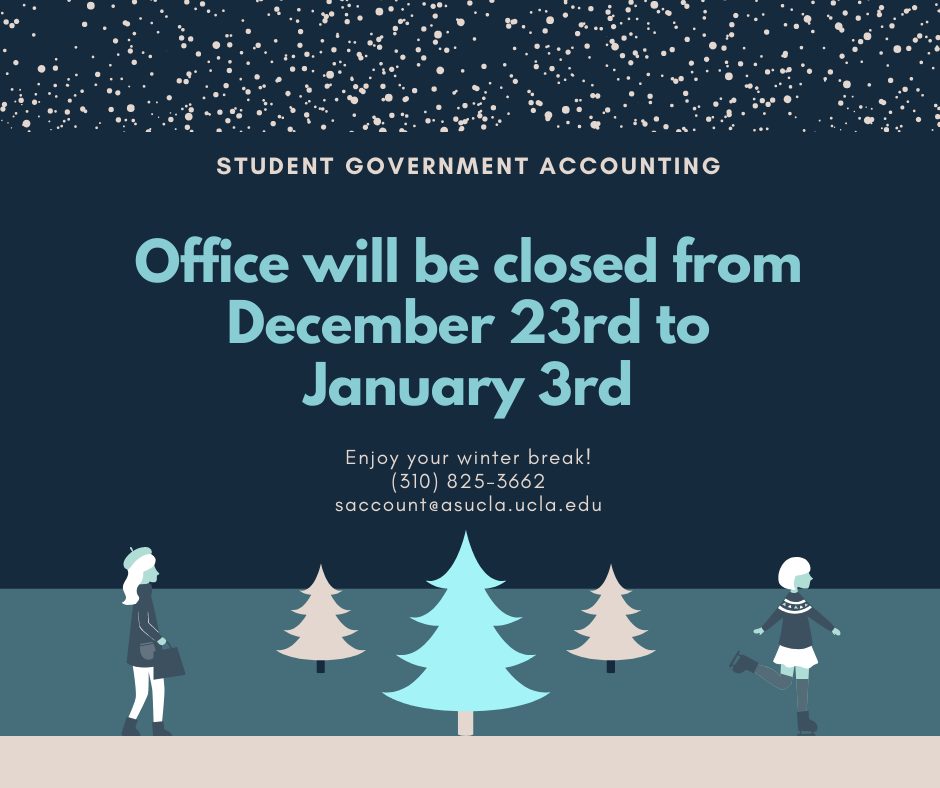 STUDENT GOVERNMENT ACCOUNTING
Office will be closed from
December 23rd to
January 3rd
Enjoy your winter break!
(310) 825-3662
saccount@asucla.ucla.edu